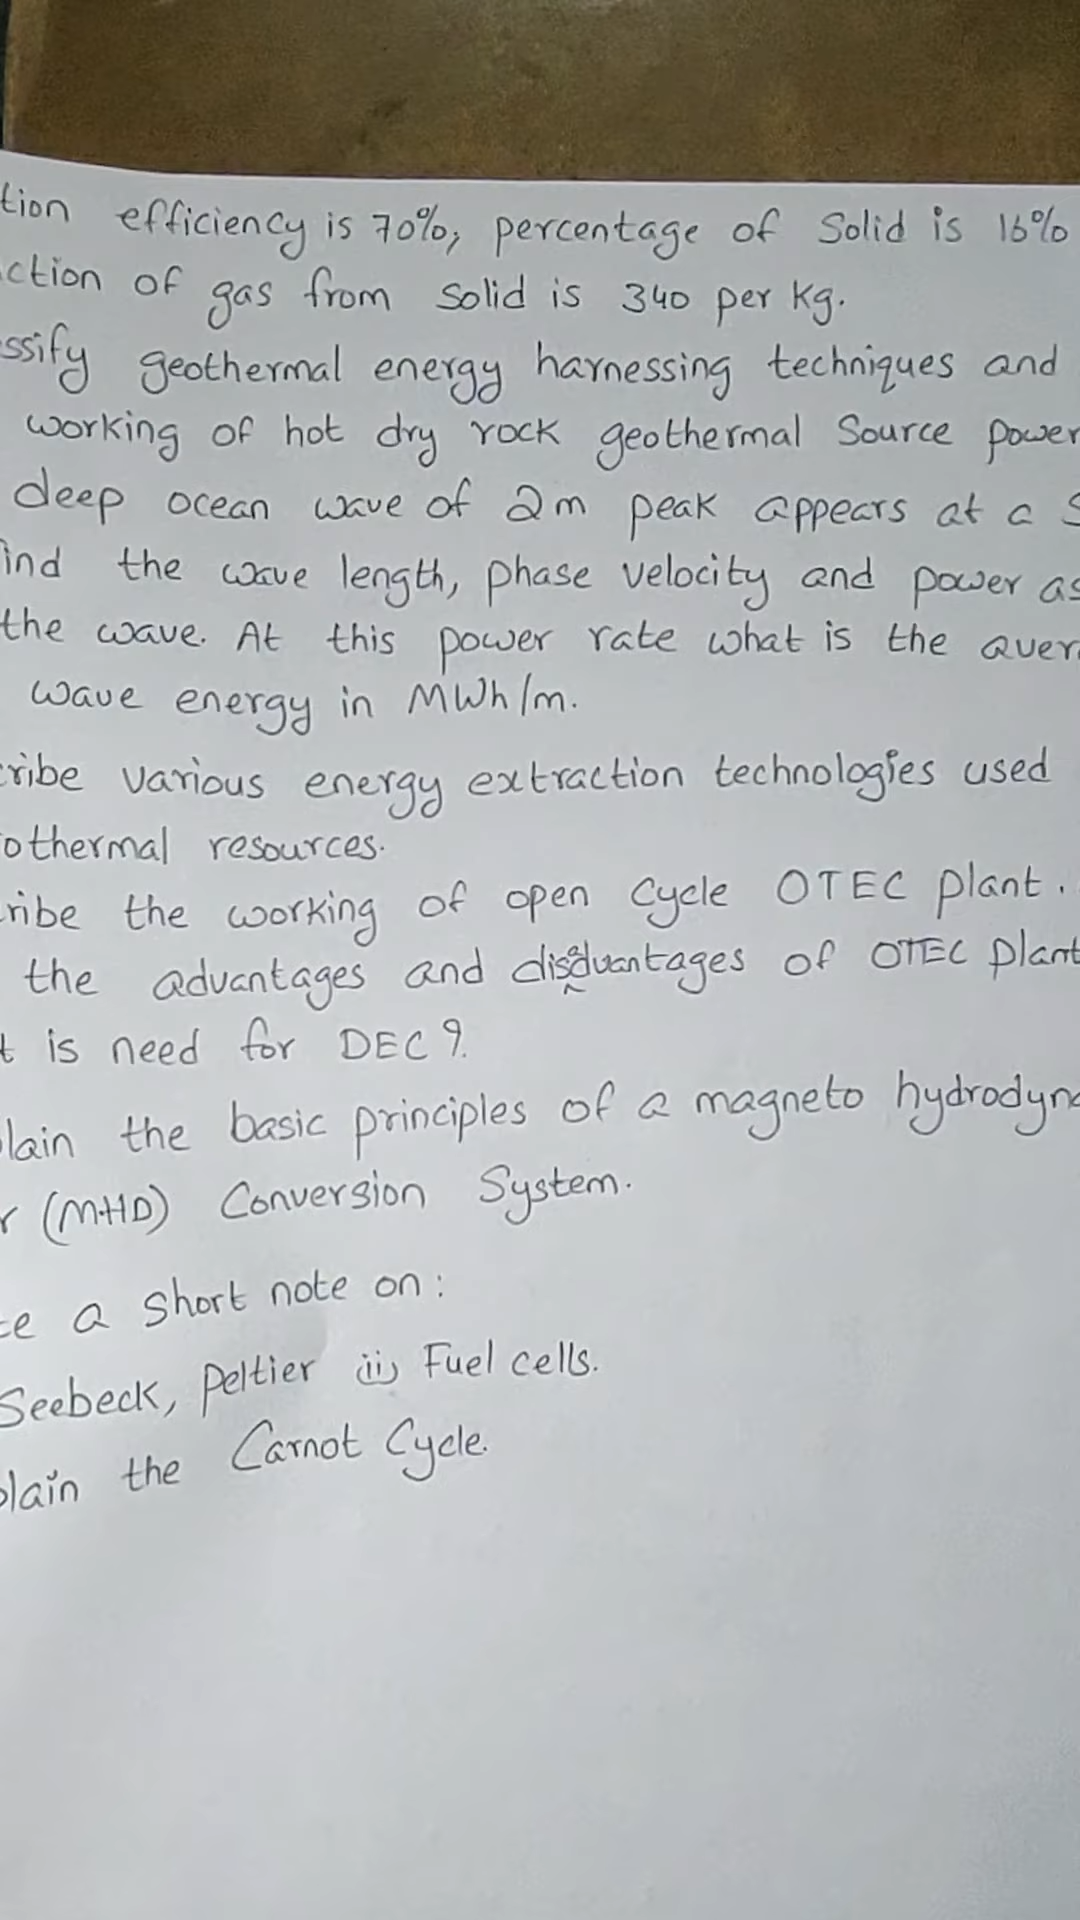 tion efficiency is 70%, percentage of Solid is 16%
ction of gas from solid is 340 per kg.
ssify geothermal energy harnessing techniques and
working of hot dry rock geothermal Source power
deep ocean wave of 2m peak appears at a S
ind the wave length, phase velocity and power as
the wave. At this power rate what is the aver
wave energy in MWh/m.
cribe various energy extraction technologies used
othermal resources.
ribe the working of open cycle OTEC plant.
the advantages and disadvantages of OTEC plant
t is need for DEC ?
lain the basic principles of a magneto hydrodyna
r (MHD) Conversion System.
te a short note on:
Seebeck, Peltier ii) Fuel cells.
plain the Carnot Cycle.